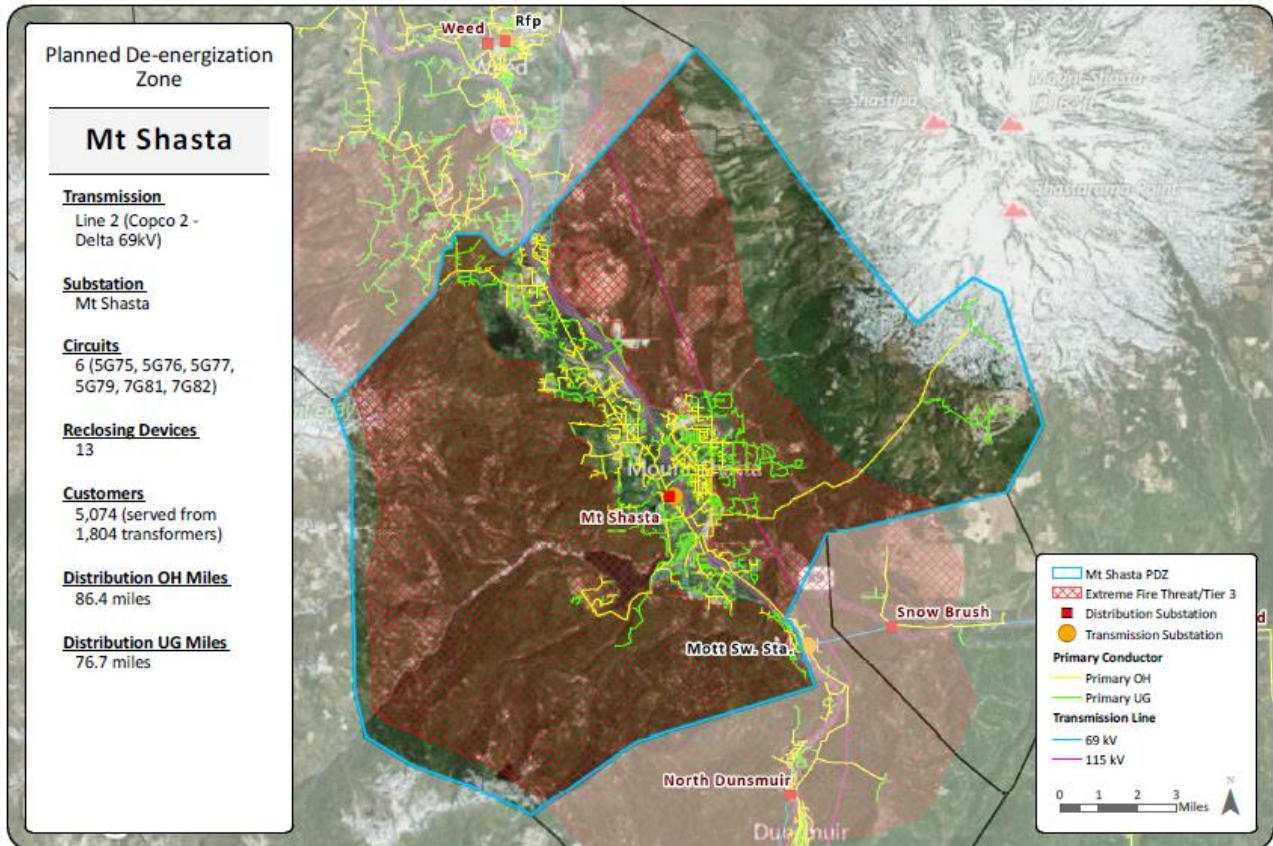 Planned De-energization
Zone
Mt Shasta
Transmission
Line 2 (Copco 2 -
Delta 69kV)
Substation
Mt Shasta
Circuits
6 (5G75, 5G76, 5G77,
5G79, 7G81, 7G82)
Reclosing Devices
13
Customers
5,074 (served from
1,804 transformers)
Distribution OH Miles
86.4 miles
Distribution UG Miles
76.7 miles
Weed
Rfp
Weed
Shastina
Mount Shasta
Shastarama Point
Mount Shasta
Mt Shasta
Snow Brush
Mott Sw. Sta.
North Dunsmuir
Dunsmuir
Mt Shasta PDZ
Extreme Fire Threat/Tier 3
Distribution Substation
Transmission Substation
Primary Conductor
Primary OH
Primary UG
Transmission Line
69 kV
115 kV
N
0 1 2 3
Miles